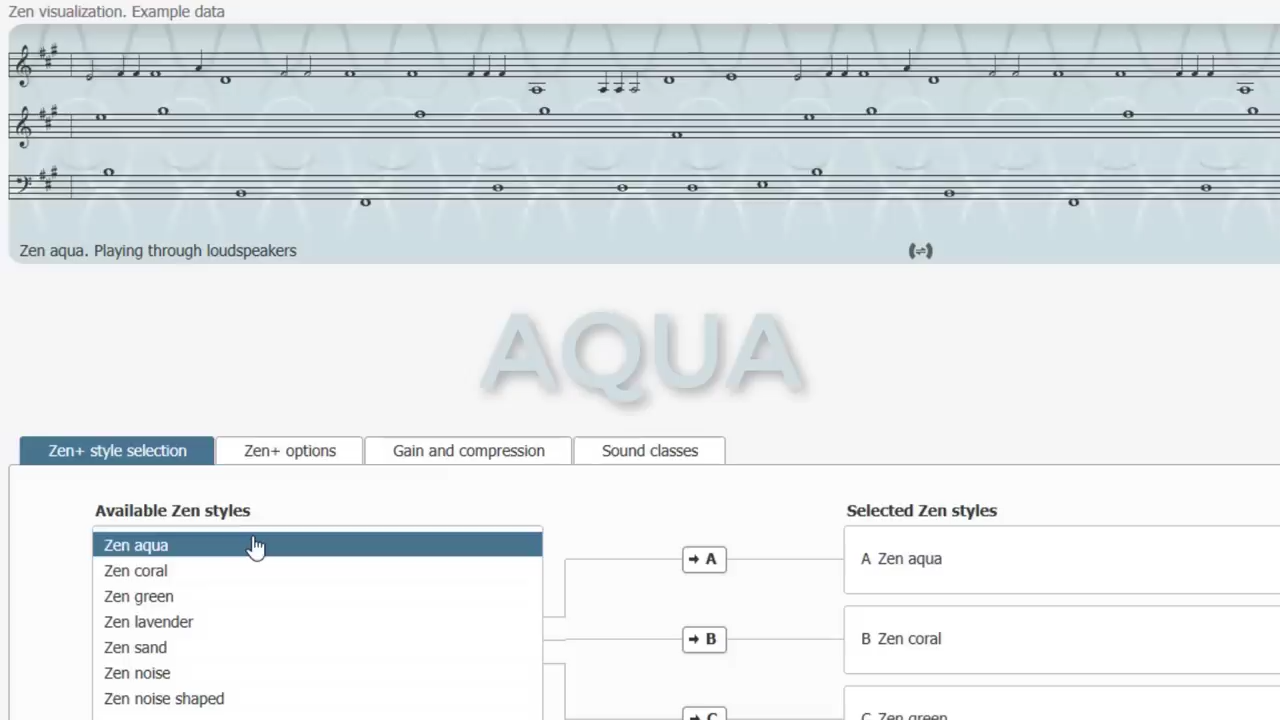 Zen visualization. Example data
Zen aqua. Playing through loudspeakers
AQUA
Zen+ style selection
Zen+ options
Gain and compression
Sound classes
Available Zen styles
Selected Zen styles
Zen aqua
Zen coral
Zen green
Zen lavender
Zen sand
Zen noise
Zen noise shaped
A
B
C
A Zen aqua
B Zen coral
C Zen green